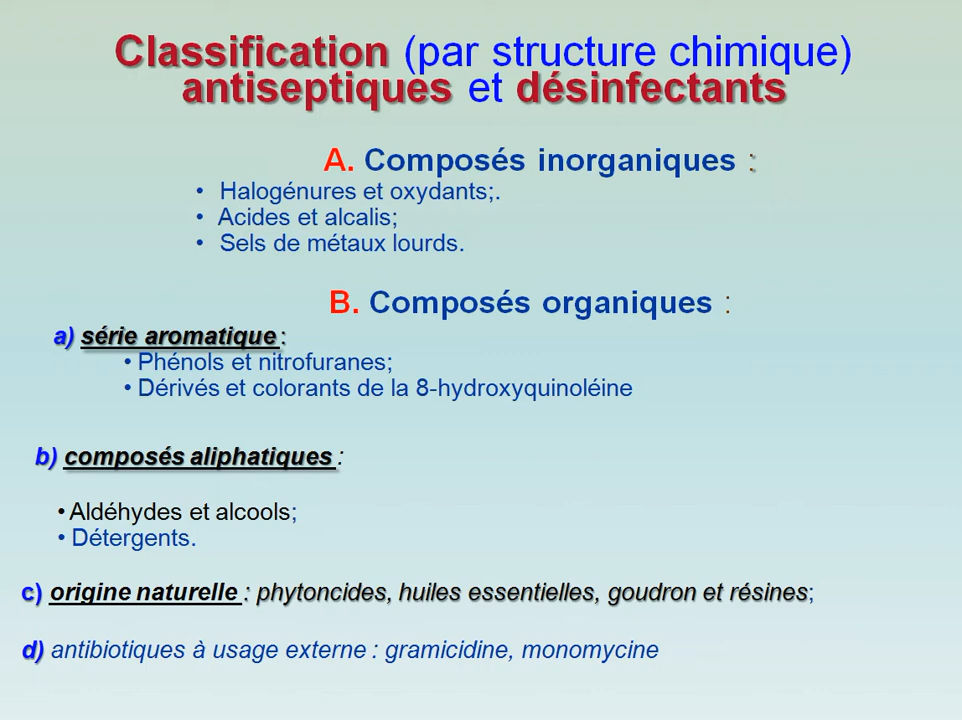 Classification (par structure chimique)
antiseptiques et désinfectants
A. Composés inorganiques :
• Halogénures et oxydants;.
• Acides et alcalis;
• Sels de métaux lourds.
B. Composés organiques :
a) série aromatique :
• Phénols et nitrofuranes;
• Dérivés et colorants de la 8-hydroxyquinoléine
b) composés aliphatiques :
• Aldéhydes et alcools;
• Détergents.
c) origine naturelle : phytoncides, huiles essentielles, goudron et résines;
d) antibiotiques à usage externe : gramicidine, monomycine